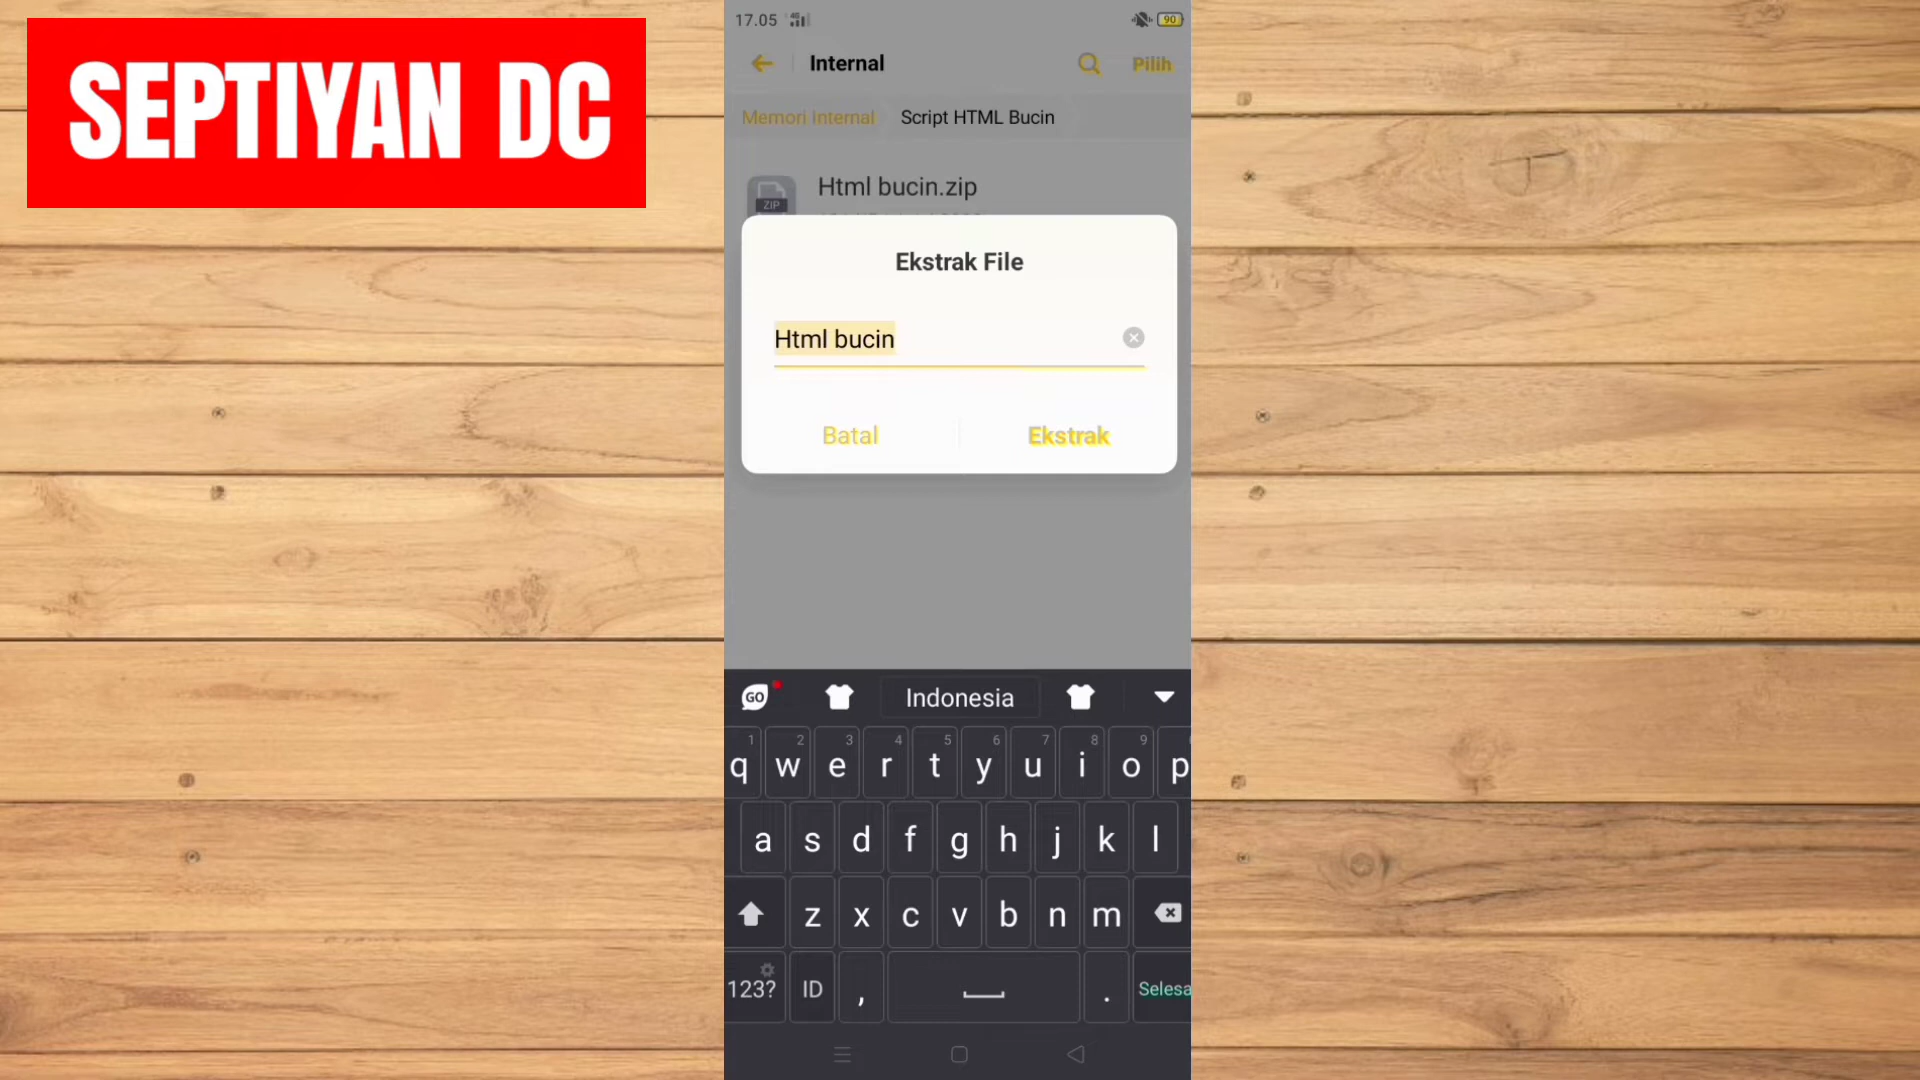 SEPTIYAN DC
17.05
90
Internal
Pilih
Memori Internal
Script HTML Bucin
ZIP
Html bucin.zip
Ekstrak File
Html bucin
Batal
Ekstrak
GO
Indonesia
1 2 3 4 5 6 7 8 9
q w e r t y u i o p
a s d f g h j k l
z x c v b n m
123? ID , . Selesa